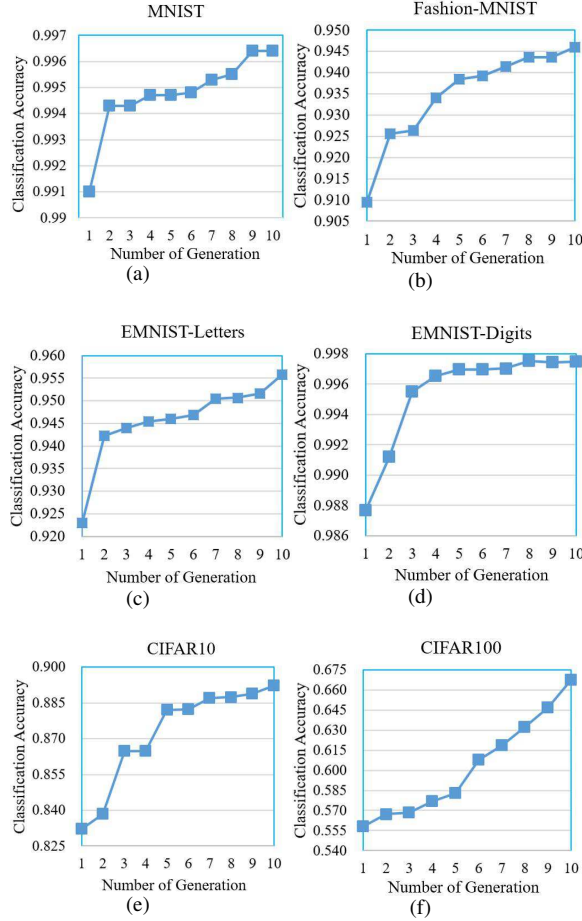 MNIST
Classification Accuracy
0.997
0.996
0.995
0.994
0.993
0.992
0.991
0.99
1 2 3 4 5 6 7 8 9 10
Number of Generation
(a)
Fashion-MNIST
Classification Accuracy
0.950
0.945
0.940
0.935
0.930
0.925
0.920
0.915
0.910
0.905
1 2 3 4 5 6 7 8 9 10
Number of Generation
(b)
EMNIST-Letters
Classification Accuracy
0.960
0.955
0.950
0.945
0.940
0.935
0.930
0.925
0.920
1 2 3 4 5 6 7 8 9 10
Number of Generation
(c)
EMNIST-Digits
Classification Accuracy
0.998
0.996
0.994
0.992
0.990
0.988
0.986
1 2 3 4 5 6 7 8 9 10
Number of Generation
(d)
CIFAR10
Classification Accuracy
0.900
0.885
0.870
0.855
0.840
0.825
1 2 3 4 5 6 7 8 9 10
Number of Generation
(e)
CIFAR100
Classification Accuracy
0.675
0.660
0.645
0.630
0.615
0.600
0.585
0.570
0.555
0.540
1 2 3 4 5 6 7 8 9 10
Number of Generation
(f)